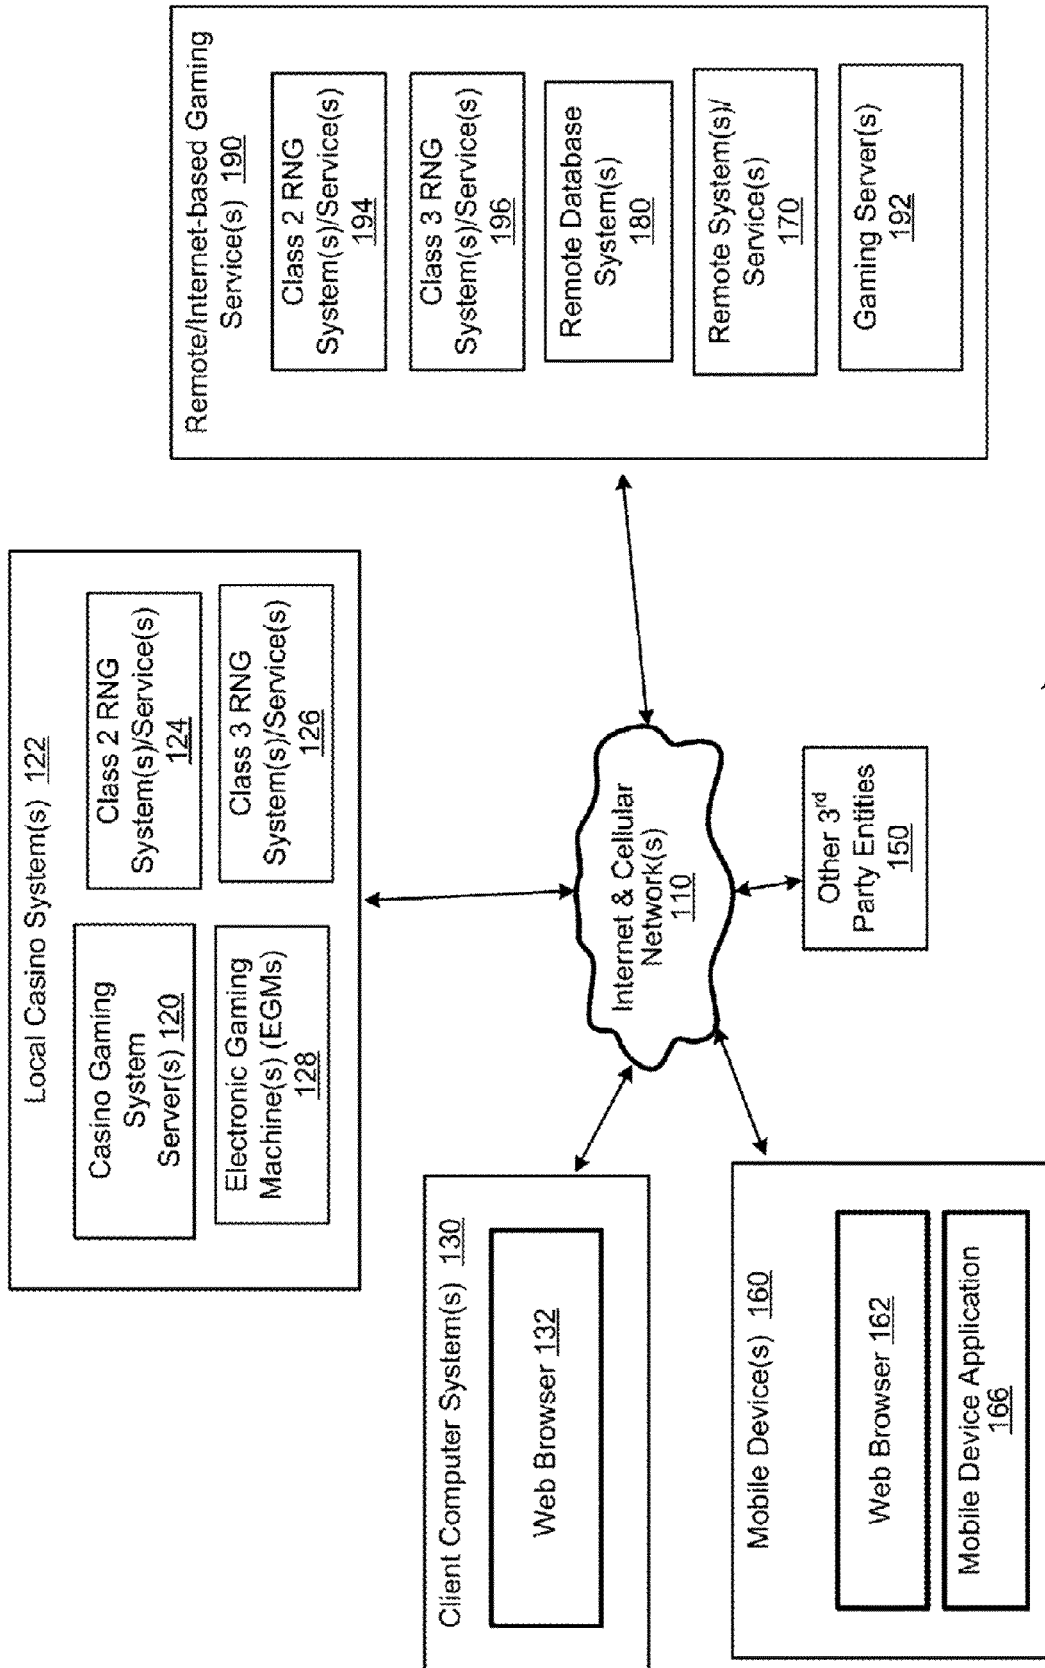 Local Casino System(s) 122
Casino Gaming
System
Server(s) 120
Class 2 RNG
System(s)/Service(s)
124
Electronic Gaming
Machine(s) (EGMs)
128
Class 3 RNG
System(s)/Service(s)
126
Remote/Internet-based Gaming
Service(s) 190
Class 2 RNG
System(s)/Service(s)
194
Class 3 RNG
System(s)/Service(s)
196
Remote Database
System(s)
180
Remote System(s)/
Service(s)
170
Gaming Server(s)
192
Client Computer System(s) 130
Web Browser 132
Internet & Cellular
Network(s)
110
Mobile Device(s) 160
Web Browser 162
Mobile Device Application
166
Other 3rd
Party Entities
150